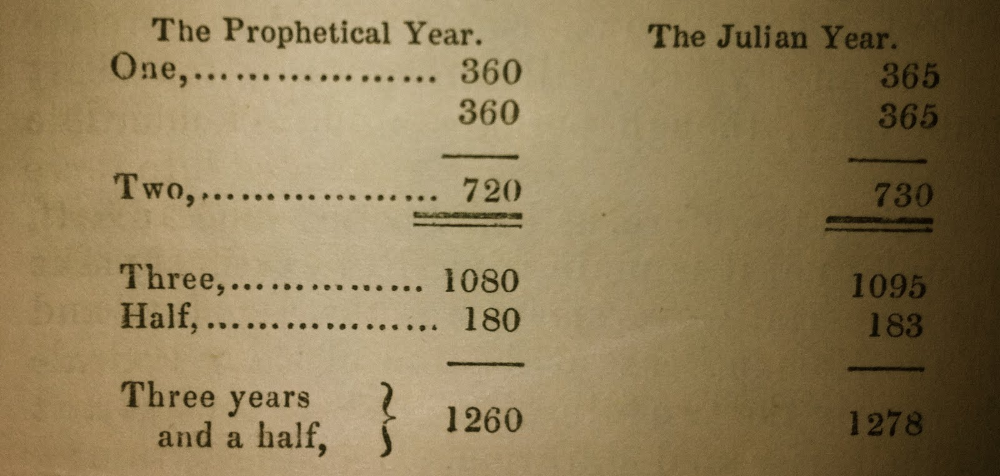 The Prophetical Year. The Julian Year.
One,.................. 360 365
360 365
Two,.................. 720 730
Three,............... 1080 1095
Half,.................. 180 183
Three years
and a half, } 1260 1278